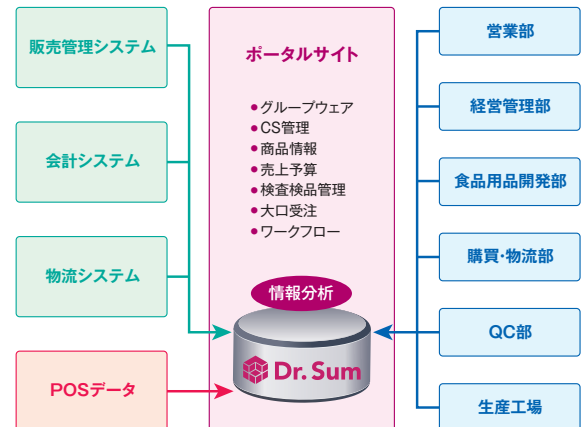 販売管理システム
会計システム
物流システム
POSデータ
ポータルサイト
●グループウェア
●CS管理
●商品情報
●売上予算
●検査検品管理
●大口受注
●ワークフロー
情報分析
Dr. Sum
営業部
経営管理部
食品用品開発部
購買・物流部
QC部
生産工場